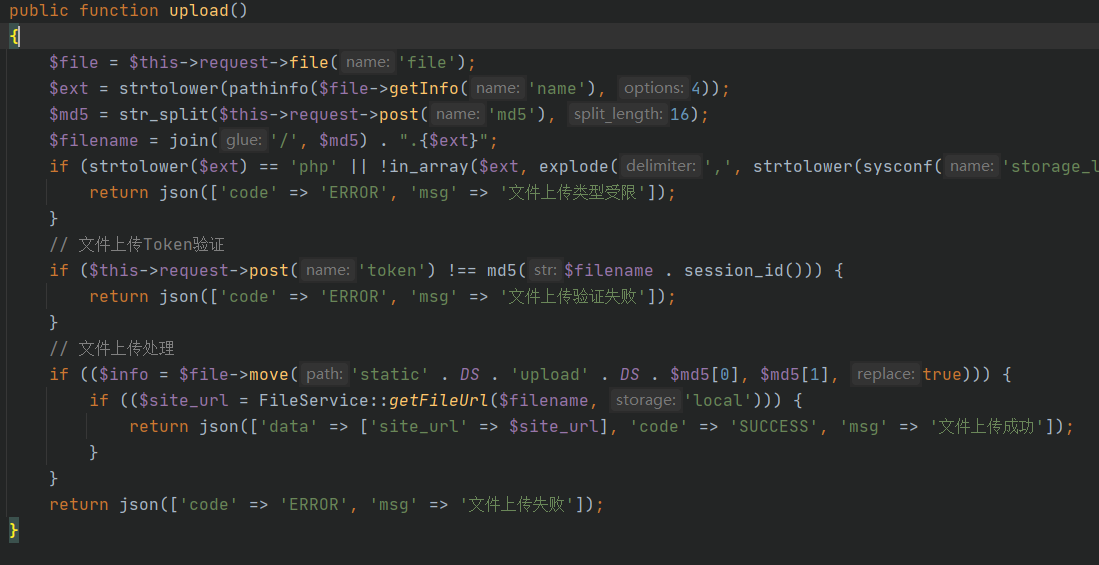 public function upload()
{
$file = $this->request->file( name: 'file');
$ext = strtolower(pathinfo($file->getInfo( name: 'name'), options: 4));
$md5 = str_split($this->request->post( name: 'md5'), split_length: 16);
$filename = join( glue: '/', $md5) . ".{$ext}";
if (strtolower($ext) == 'php' || !in_array($ext, explode( delimiter: ',', strtolower(sysconf( name: 'storage_l
return json(['code' => 'ERROR', 'msg' => '文件上传类型受限']);
}
// 文件上传Token验证
if ($this->request->post( name: 'token') !== md5( str: $filename . session_id())) {
return json(['code' => 'ERROR', 'msg' => '文件上传验证失败']);
}
// 文件上传处理
if (($info = $file->move( path: 'static' . DS . 'upload' . DS . $md5[0], $md5[1], replace: true))) {
if (($site_url = FileService::getFileUrl($filename, storage: 'local'))) {
return json(['data' => ['site_url' => $site_url], 'code' => 'SUCCESS', 'msg' => '文件上传成功']);
}
}
return json(['code' => 'ERROR', 'msg' => '文件上传失败']);
}